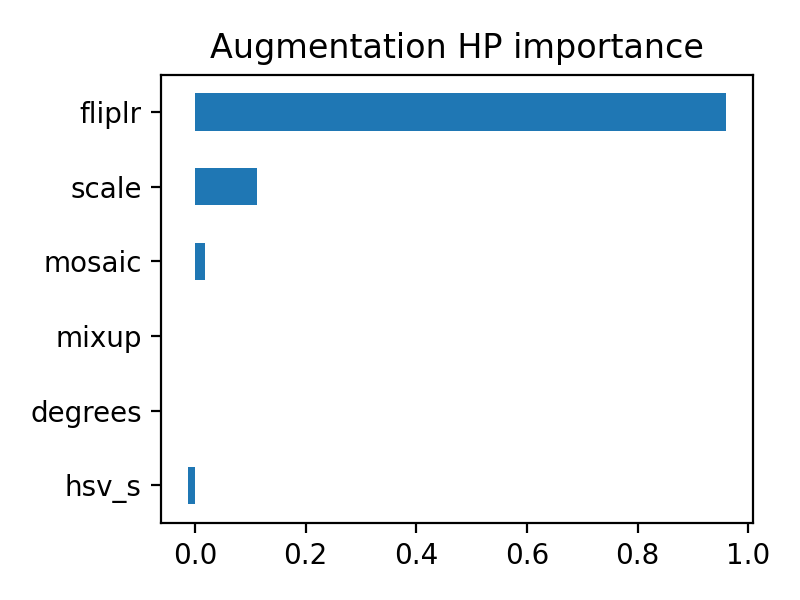 Augmentation HP importance
fliplr
scale
mosaic
mixup
degrees
hsv_s
0.0 0.2 0.4 0.6 0.8 1.0